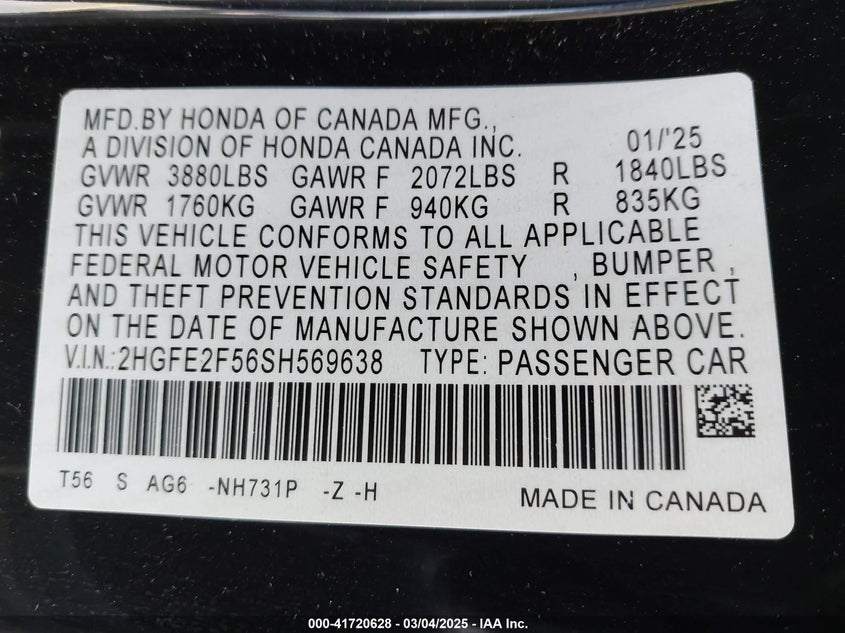 MFD.BY HONDA OF CANADA MFG.,
A DIVISION OF HONDA CANADA INC. 01/'25
GVWR 3880LBS GAWR F 2072LBS R 1840LBS
GVWR 1760KG GAWR F 940KG R 835KG
THIS VEHICLE CONFORMS TO ALL APPLICABLE
FEDERAL MOTOR VEHICLE SAFETY , BUMPER ,
AND THEFT PREVENTION STANDARDS IN EFFECT
ON THE DATE OF MANUFACTURE SHOWN ABOVE.
V.I.N.:2HGFE2F56SH569638 TYPE: PASSENGER CAR
T56 S AG6 -NH731P -Z -H
MADE IN CANADA
000-41720628 - 03/04/2025 - IAA Inc.